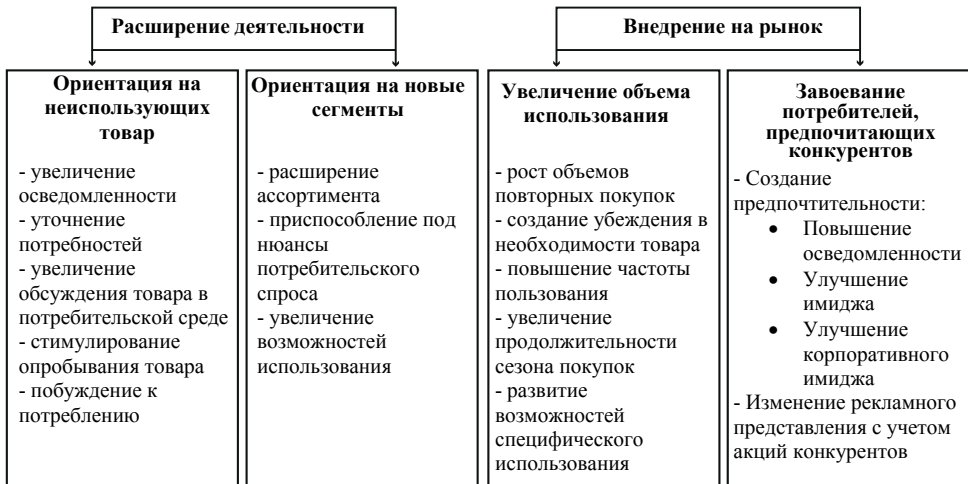 Расширение деятельности
Внедрение на рынок
Ориентация на
неиспользующих
товар
- увеличение
осведомленности
- уточнение
потребностей
- увеличение
обсуждения товара в
потребительской среде
- стимулирование
опробывания товара
- побуждение к
потреблению
Ориентация на новые
сегменты
- расширение
ассортимента
- приспособление под
нюансы
потребительского
спроса
- увеличение
возможностей
использования
Увеличение объема
использования
- рост объемов
повторных покупок
- создание убеждения в
необходимости товара
- повышение частоты
пользования
- увеличение
продолжительности
сезона покупок
- развитие
возможностей
специфического
использования
Завоевание
потребителей,
предпочитающих
конкурентов
- Создание
предпочтительности:
• Повышение
осведомленности
• Улучшение
имиджа
• Улучшение
корпоративного
имиджа
- Изменение рекламного
представления с учетом
акций конкурентов